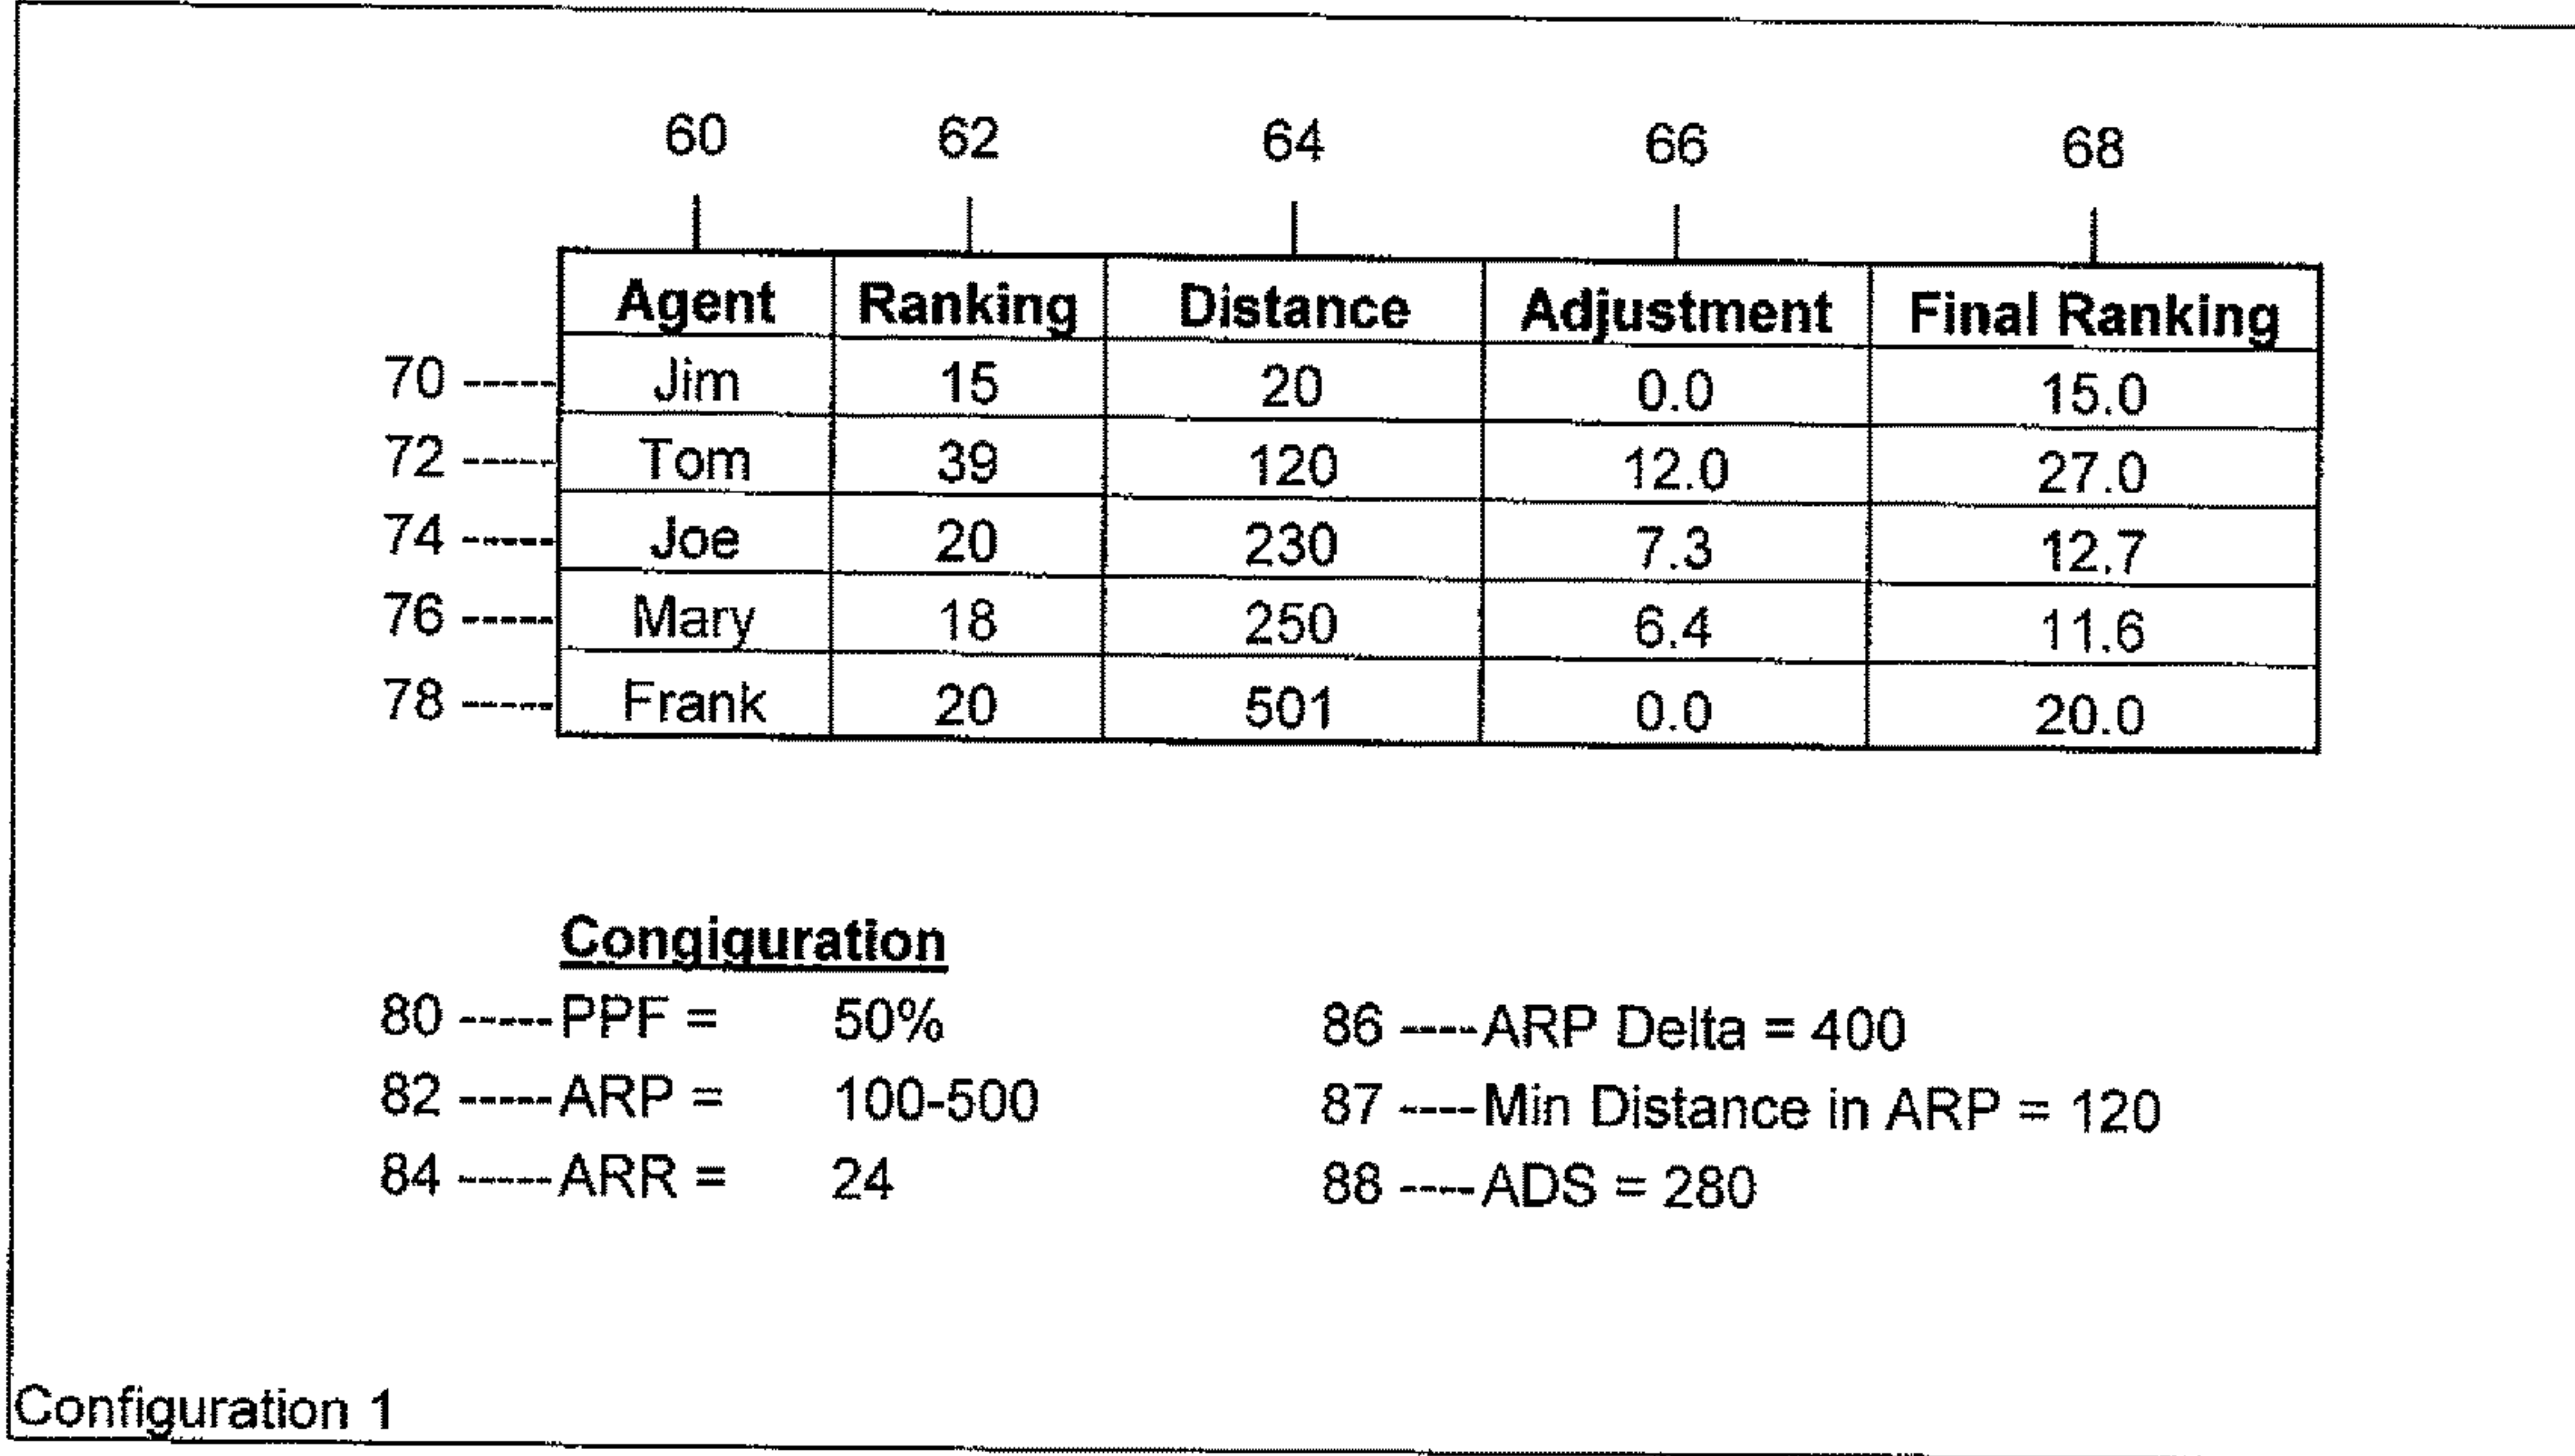 60 62 64 66 68
Agent Ranking Distance Adjustment Final Ranking
70 ----- Jim 15 20 0.0 15.0
72 ----- Tom 39 120 12.0 27.0
74 ----- Joe 20 230 7.3 12.7
76 ----- Mary 18 250 6.4 11.6
78 ----- Frank 20 501 0.0 20.0
Congiguration
80 ----- PPF = 50% 86 ---- ARP Delta = 400
82 ----- ARP = 100-500 87 ---- Min Distance in ARP = 120
84 ----- ARR = 24 88 ---- ADS = 280
Configuration 1